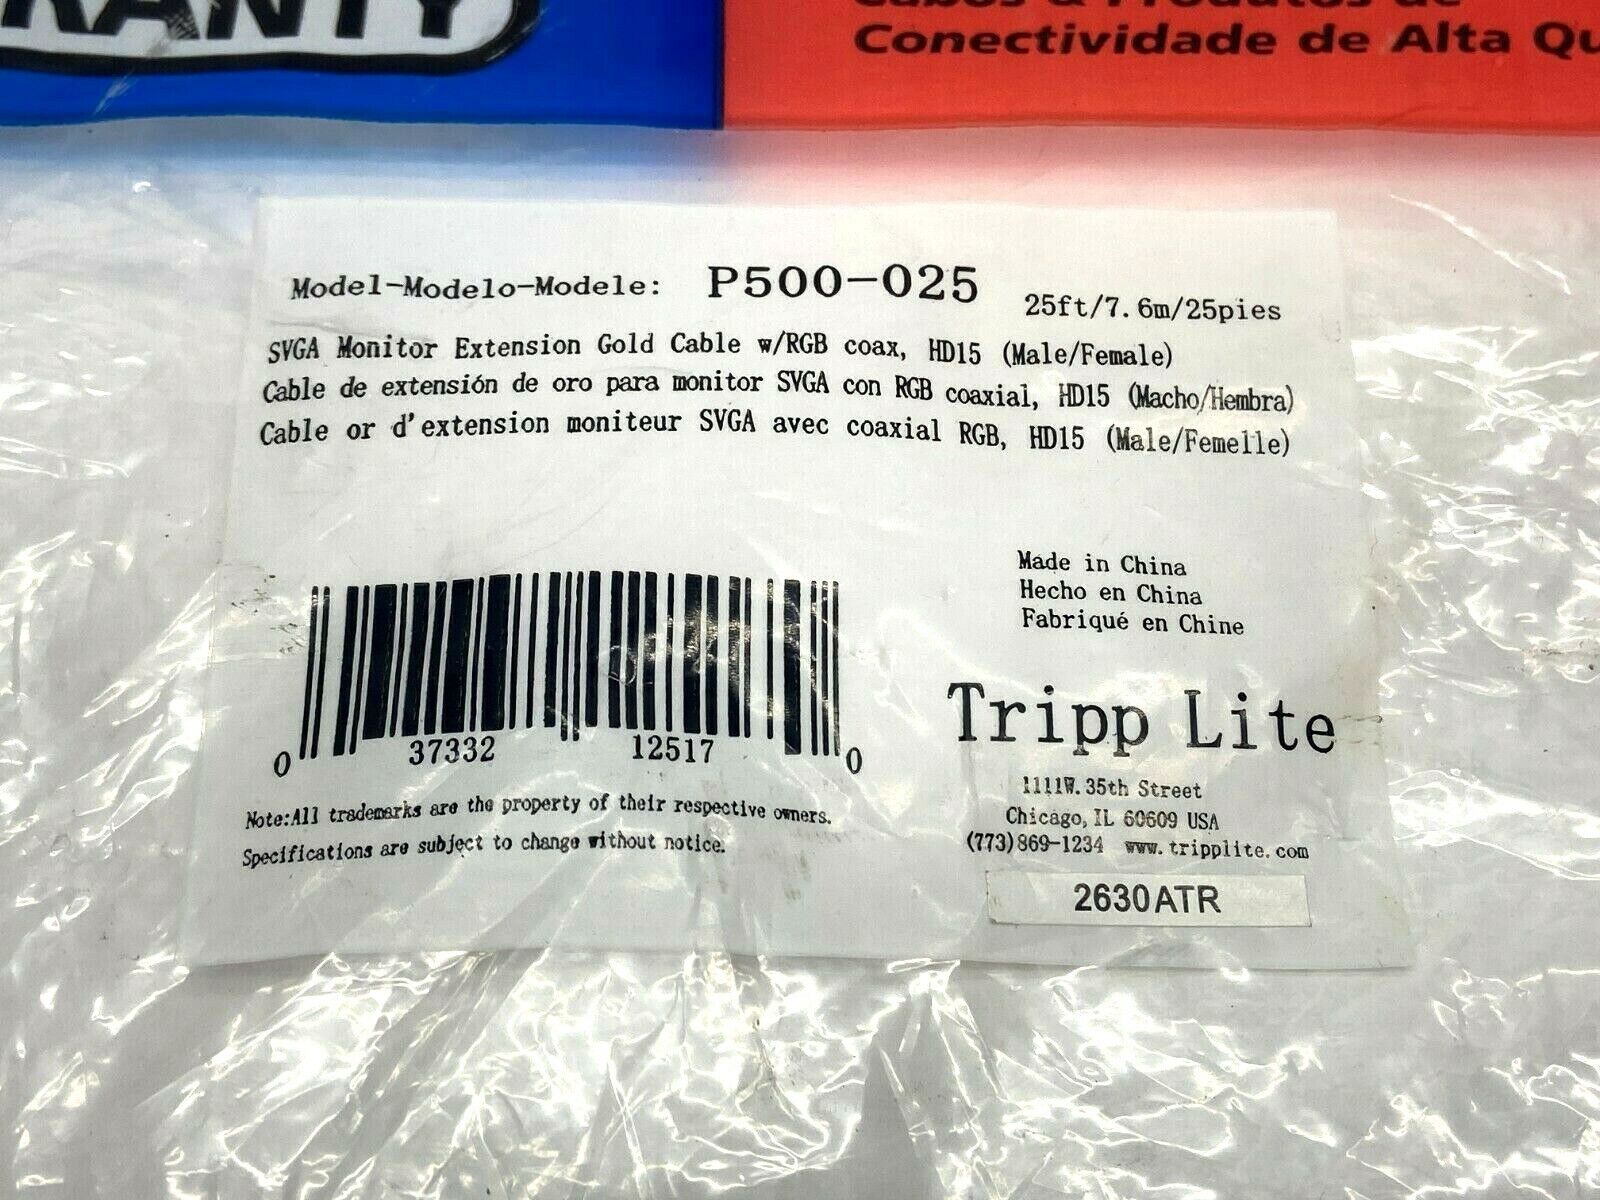 RANTY
Cabos & Produtos de
Conectividade de Alta Qu
Model-Modelo-Modele: P500-025 25ft/7.6m/25pies
SVGA Monitor Extension Gold Cable w/RGB coax, HD15 (Male/Female)
Cable de extensión de oro para monitor SVGA con RGB coaxial, HD15 (Macho/Hembra)
Cable or d'extension moniteur SVGA avec coaxial RGB, HD15 (Male/Femelle)
Made in China
Hecho en China
Fabriqué en Chine
0 37332 12517 0
Tripp Lite
1111W.35th Street
Chicago, IL 60609 USA
(773)869-1234 www.tripplite.com
Note:All trademarks are the property of their respective owners.
Specifications are subject to change without notice.
2630ATR